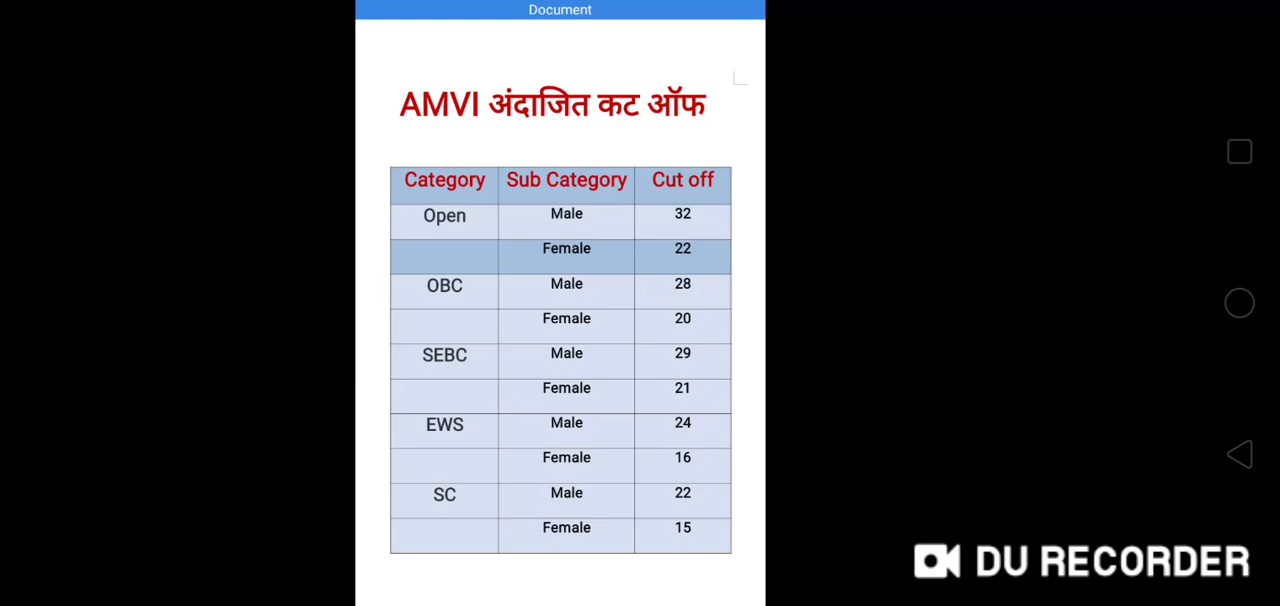 Document
AMVI अंदाजित कट ऑफ
Category Sub Category Cut off
Open Male 32
Female 22
OBC Male 28
Female 20
SEBC Male 29
Female 21
EWS Male 24
Female 16
SC Male 22
Female 15
DU RECORDER